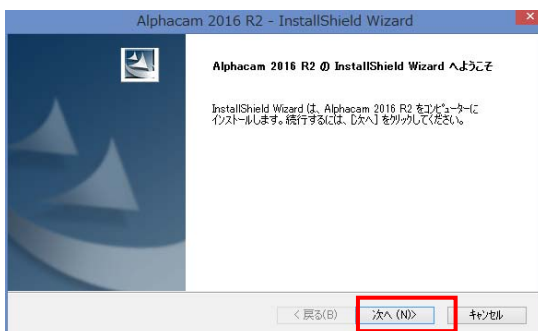 Alphacam 2016 R2 - InstallShield Wizard
Alphacam 2016 R2 の InstallShield Wizard へようこそ
InstallShield Wizard は、Alphacam 2016 R2 をコンピューターに
インストールします。続行するには、[次へ] をクリックしてください。
< 戻る(B)
次へ (N)>
キャンセル